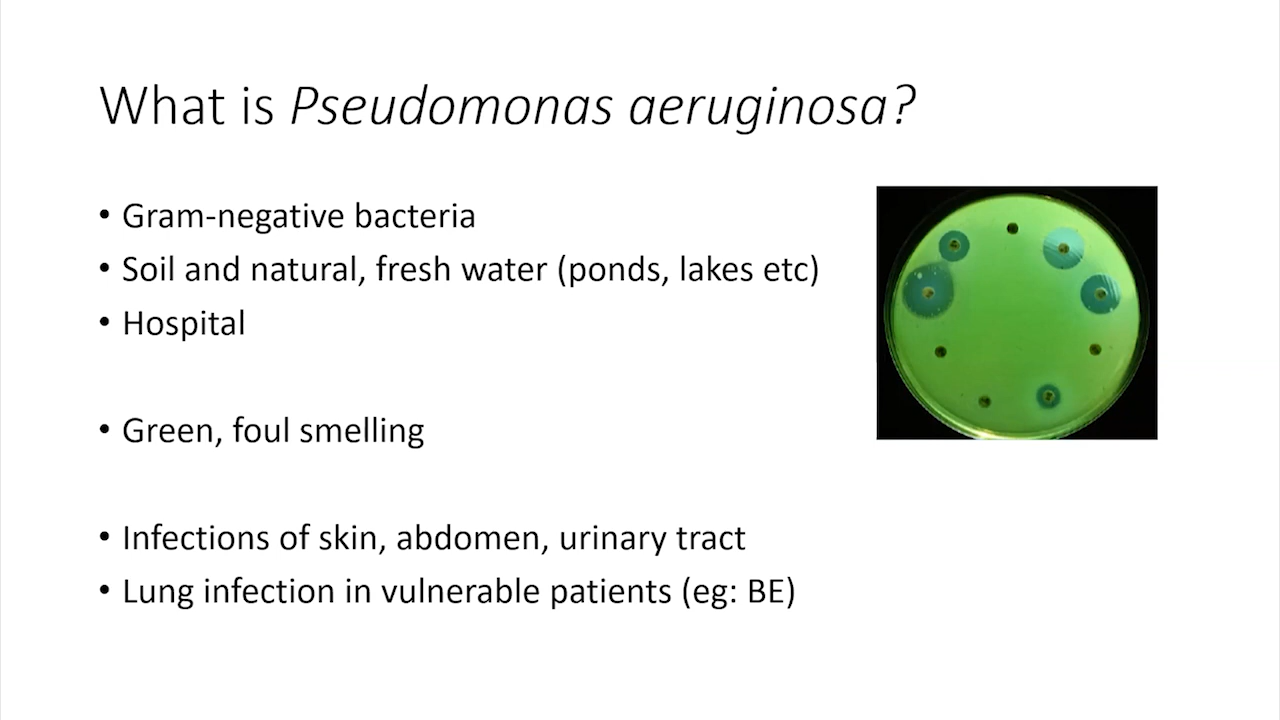 What is Pseudomonas aeruginosa?
• Gram-negative bacteria
• Soil and natural, fresh water (ponds, lakes etc)
• Hospital
• Green, foul smelling
• Infections of skin, abdomen, urinary tract
• Lung infection in vulnerable patients (eg: BE)